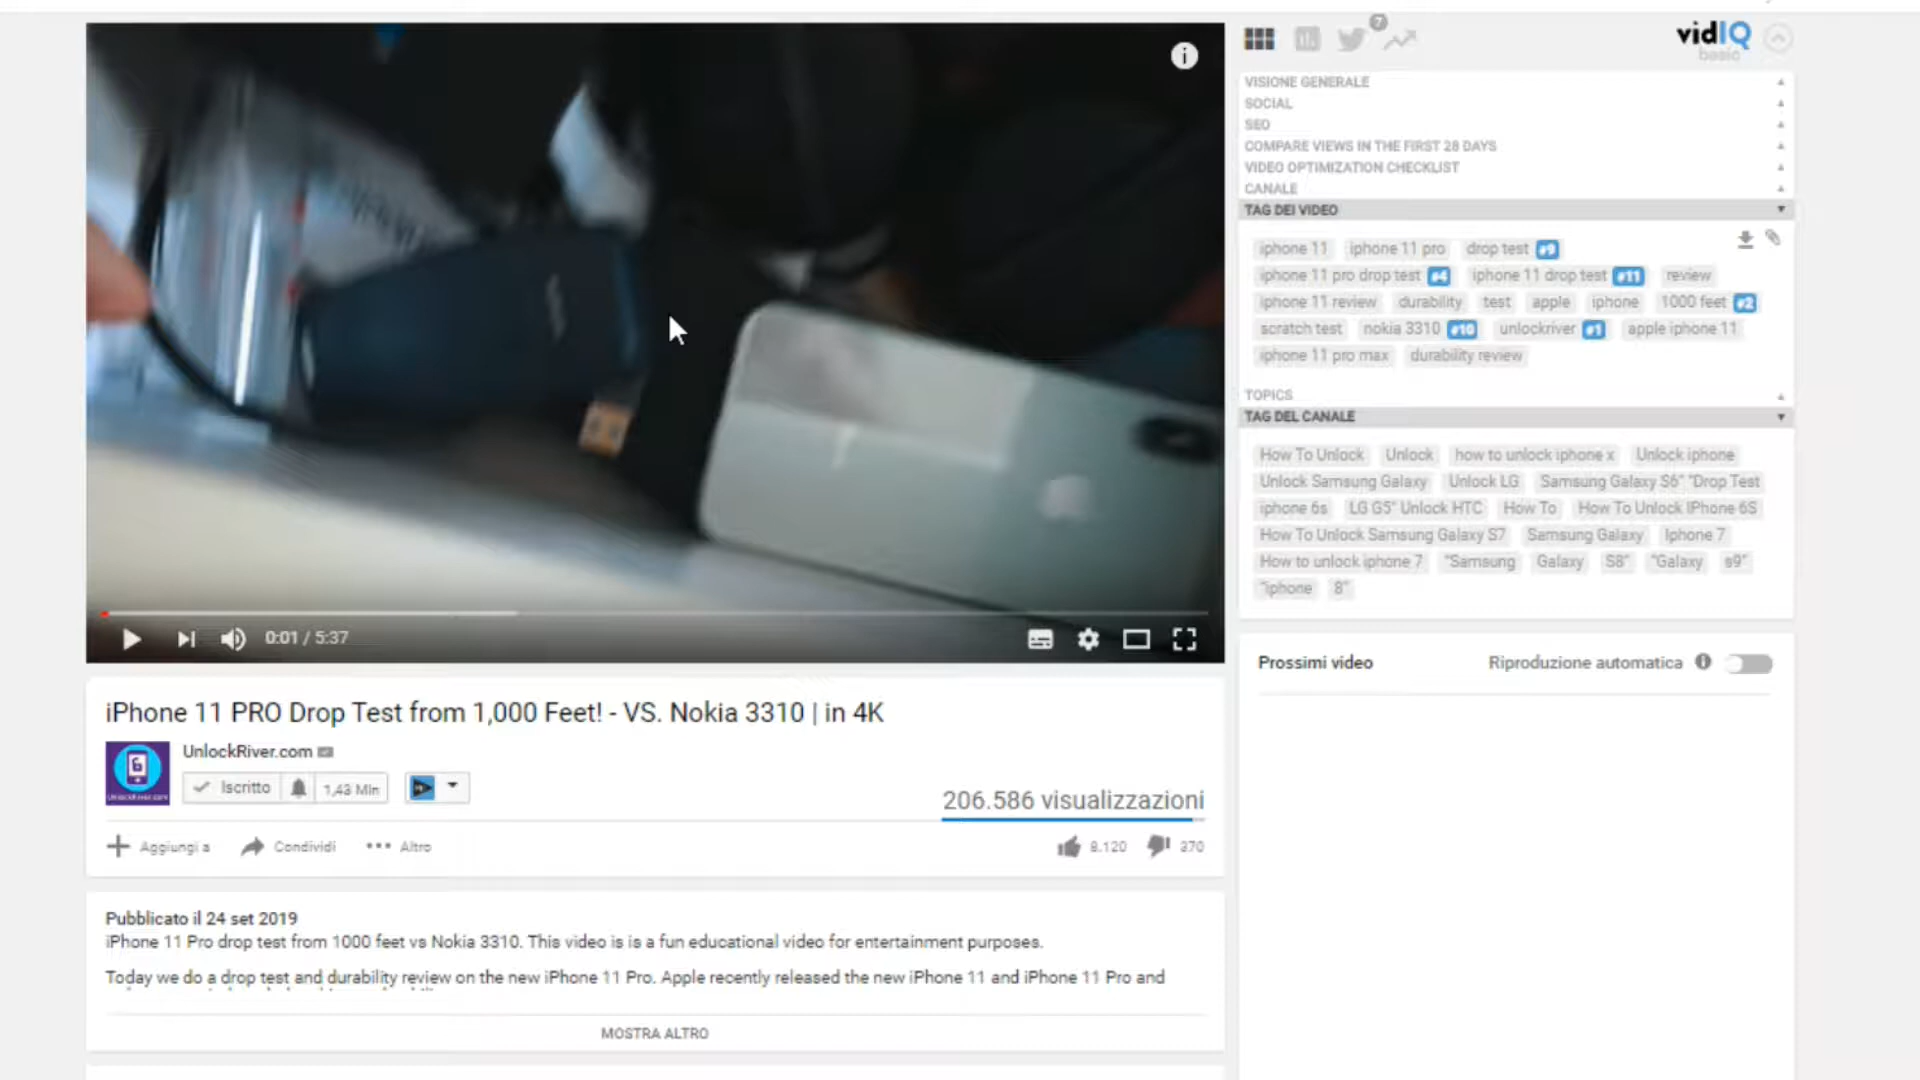 7
vidIQ
basic
VISIONE GENERALE
SOCIAL
SEO
COMPARE VIEWS IN THE FIRST 28 DAYS
VIDEO OPTIMIZATION CHECKLIST
CANALE
TAG DEI VIDEO
iphone 11 iphone 11 pro drop test #9
iphone 11 pro drop test #4 iphone 11 drop test #11 review
iphone 11 review durability test apple iphone 1000 feet #2
scratch test nokia 3310 #10 unlockriver #1 apple iphone 11
iphone 11 pro max durability review
TOPICS
TAG DEL CANALE
How To Unlock Unlock how to unlock iphone x Unlock iphone
Unlock Samsung Galaxy Unlock LG Samsung Galaxy S6" "Drop Test
iphone 6s LG G5" Unlock HTC How To How To Unlock IPhone 6S
How To Unlock Samsung Galaxy S7 Samsung Galaxy Iphone 7
How to unlock iphone 7 "Samsung Galaxy S8" "Galaxy s9"
"iphone 8"
0:01 / 5:37
Prossimi video Riproduzione automatica
iPhone 11 PRO Drop Test from 1,000 Feet! - VS. Nokia 3310 | in 4K
UnlockRiver.com
Iscritto 1,43 Mln
206.586 visualizzazioni
Aggiungi a Condividi Altro 8.120 370
Pubblicato il 24 set 2019
iPhone 11 Pro drop test from 1000 feet vs Nokia 3310. This video is is a fun educational video for entertainment purposes.
Today we do a drop test and durability review on the new iPhone 11 Pro. Apple recently released the new iPhone 11 and iPhone 11 Pro and
MOSTRA ALTRO